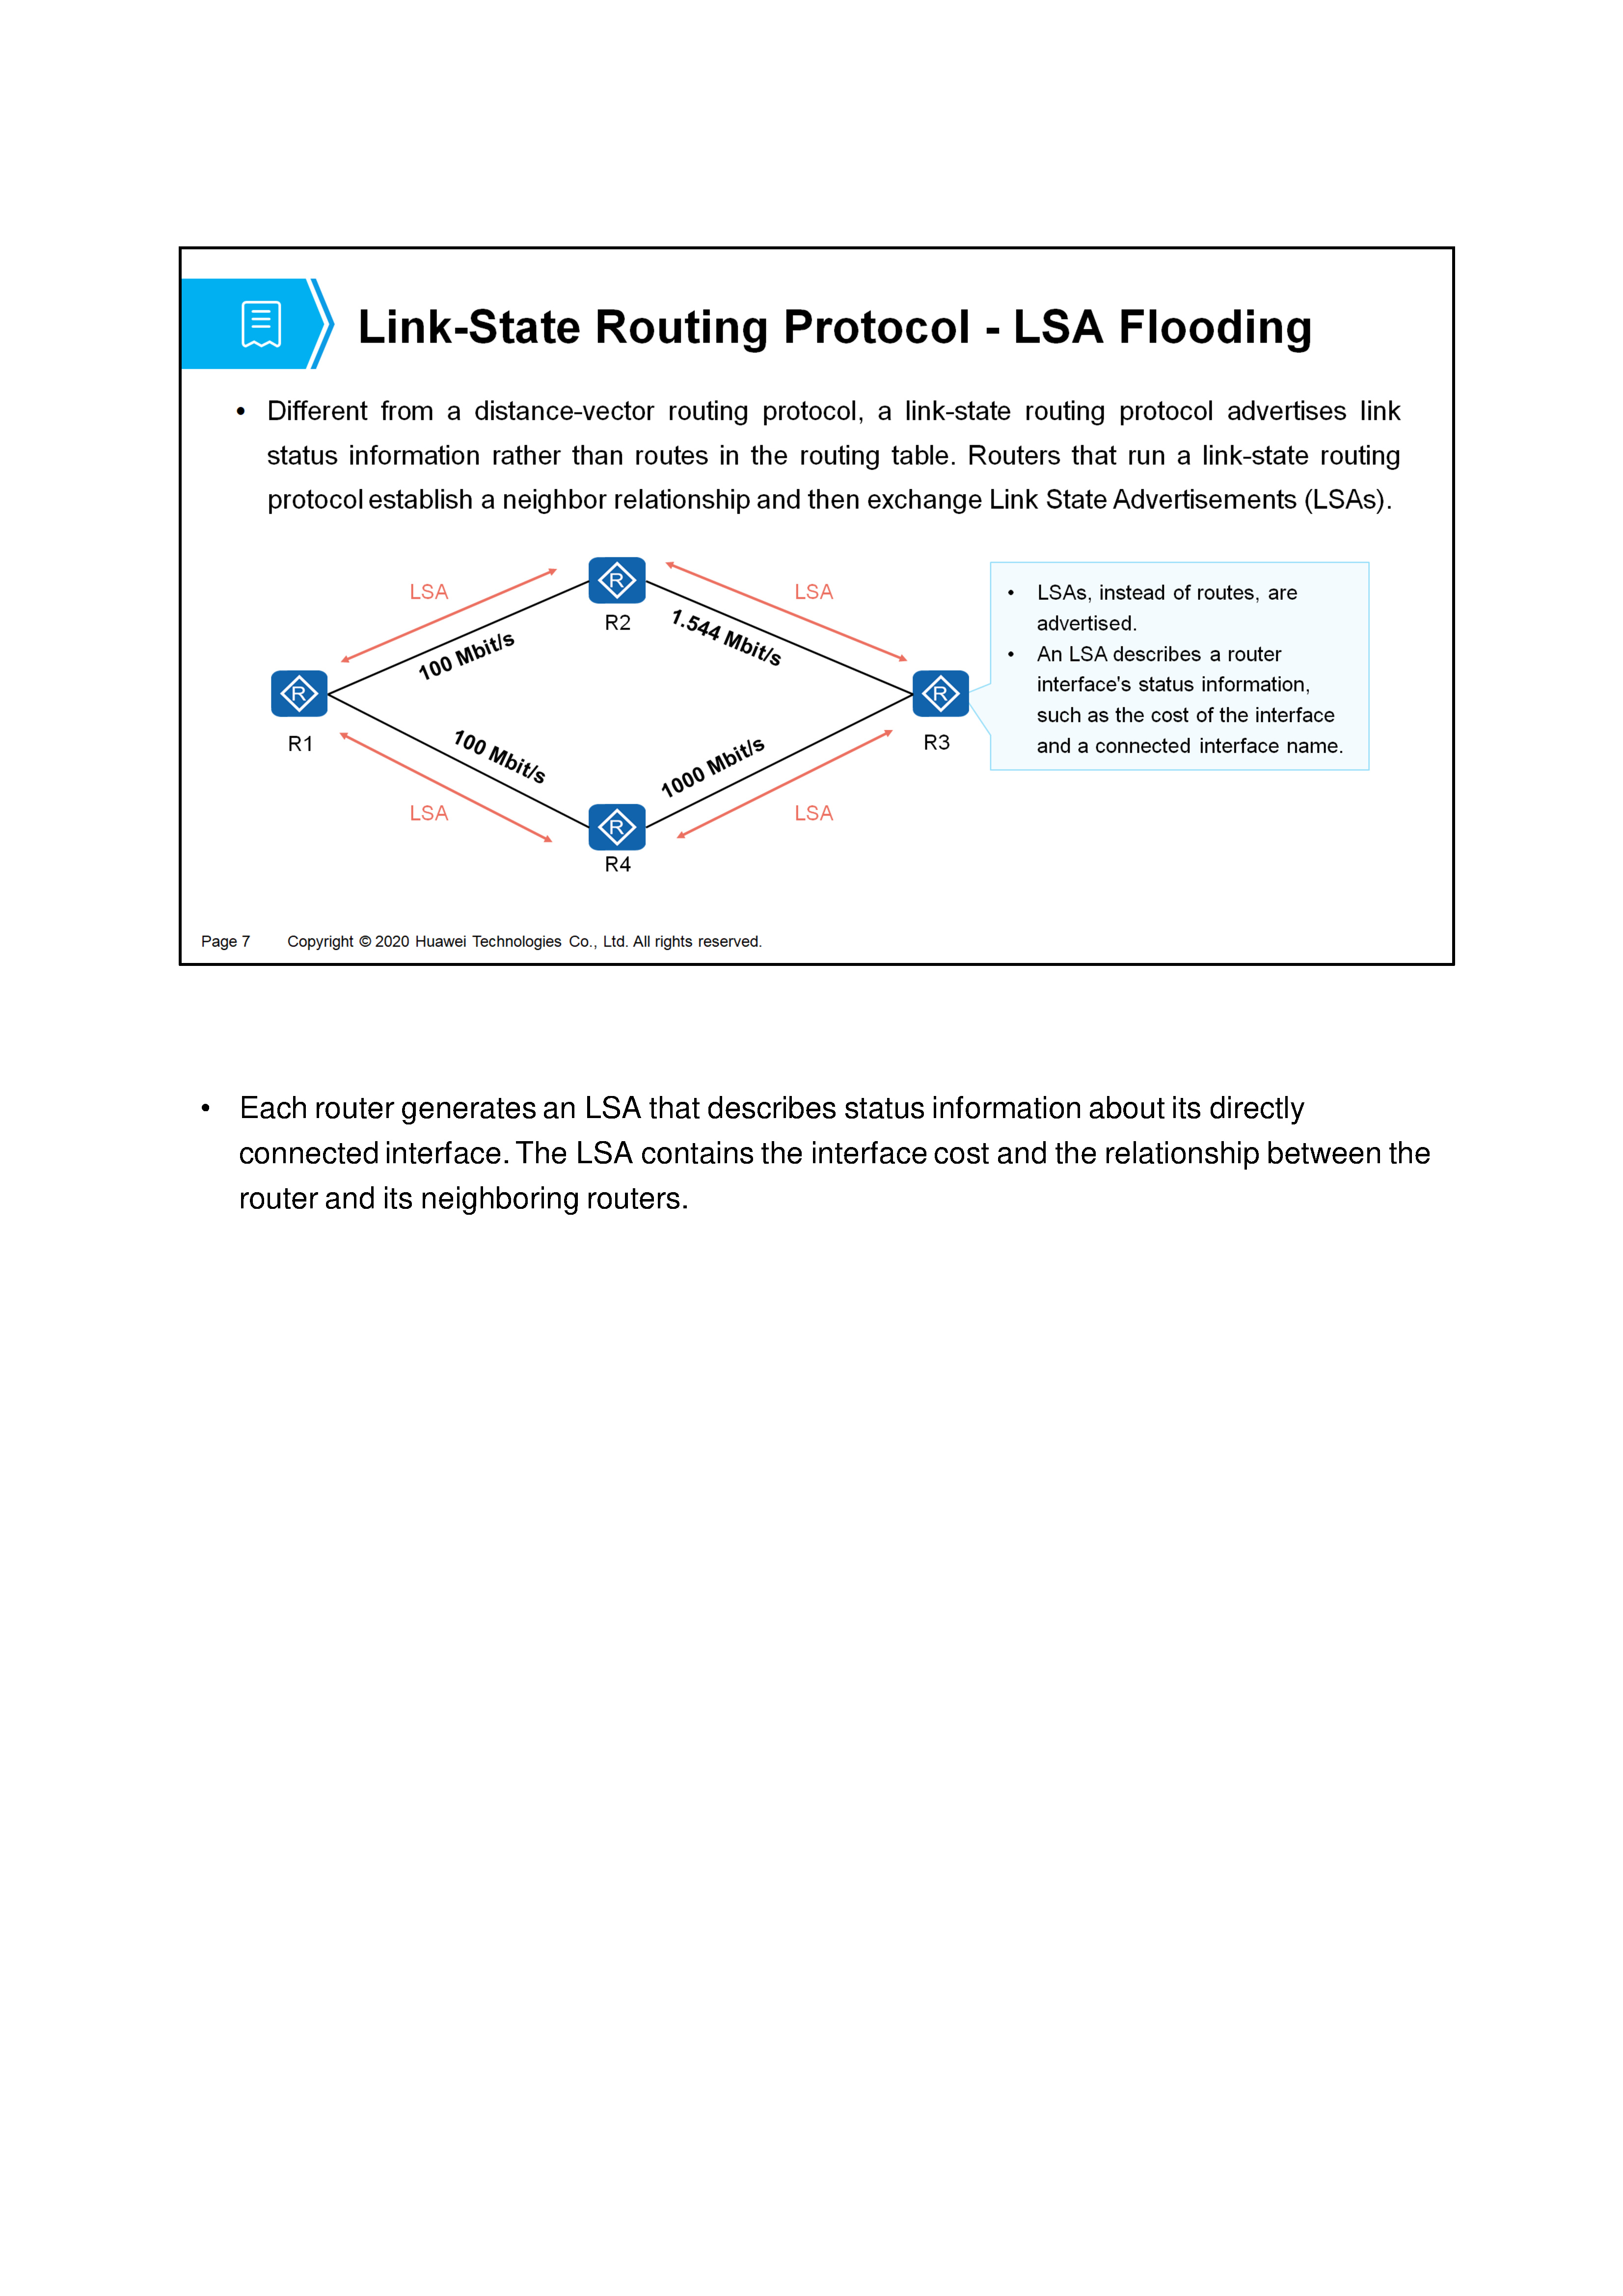 Link-State Routing Protocol - LSA Flooding
• Different from a distance-vector routing protocol, a link-state routing protocol advertises link
status information rather than routes in the routing table. Routers that run a link-state routing
protocol establish a neighbor relationship and then exchange Link State Advertisements (LSAs).
LSA
R
R2
LSA
100 Mbit/s
1.544 Mbit/s
R
R1
R
R3
• LSAs, instead of routes, are
advertised.
• An LSA describes a router
interface's status information,
such as the cost of the interface
and a connected interface name.
100 Mbit/s
1000 Mbit/s
LSA
R
R4
LSA
Page 7 Copyright © 2020 Huawei Technologies Co., Ltd. All rights reserved.
• Each router generates an LSA that describes status information about its directly
connected interface. The LSA contains the interface cost and the relationship between the
router and its neighboring routers.